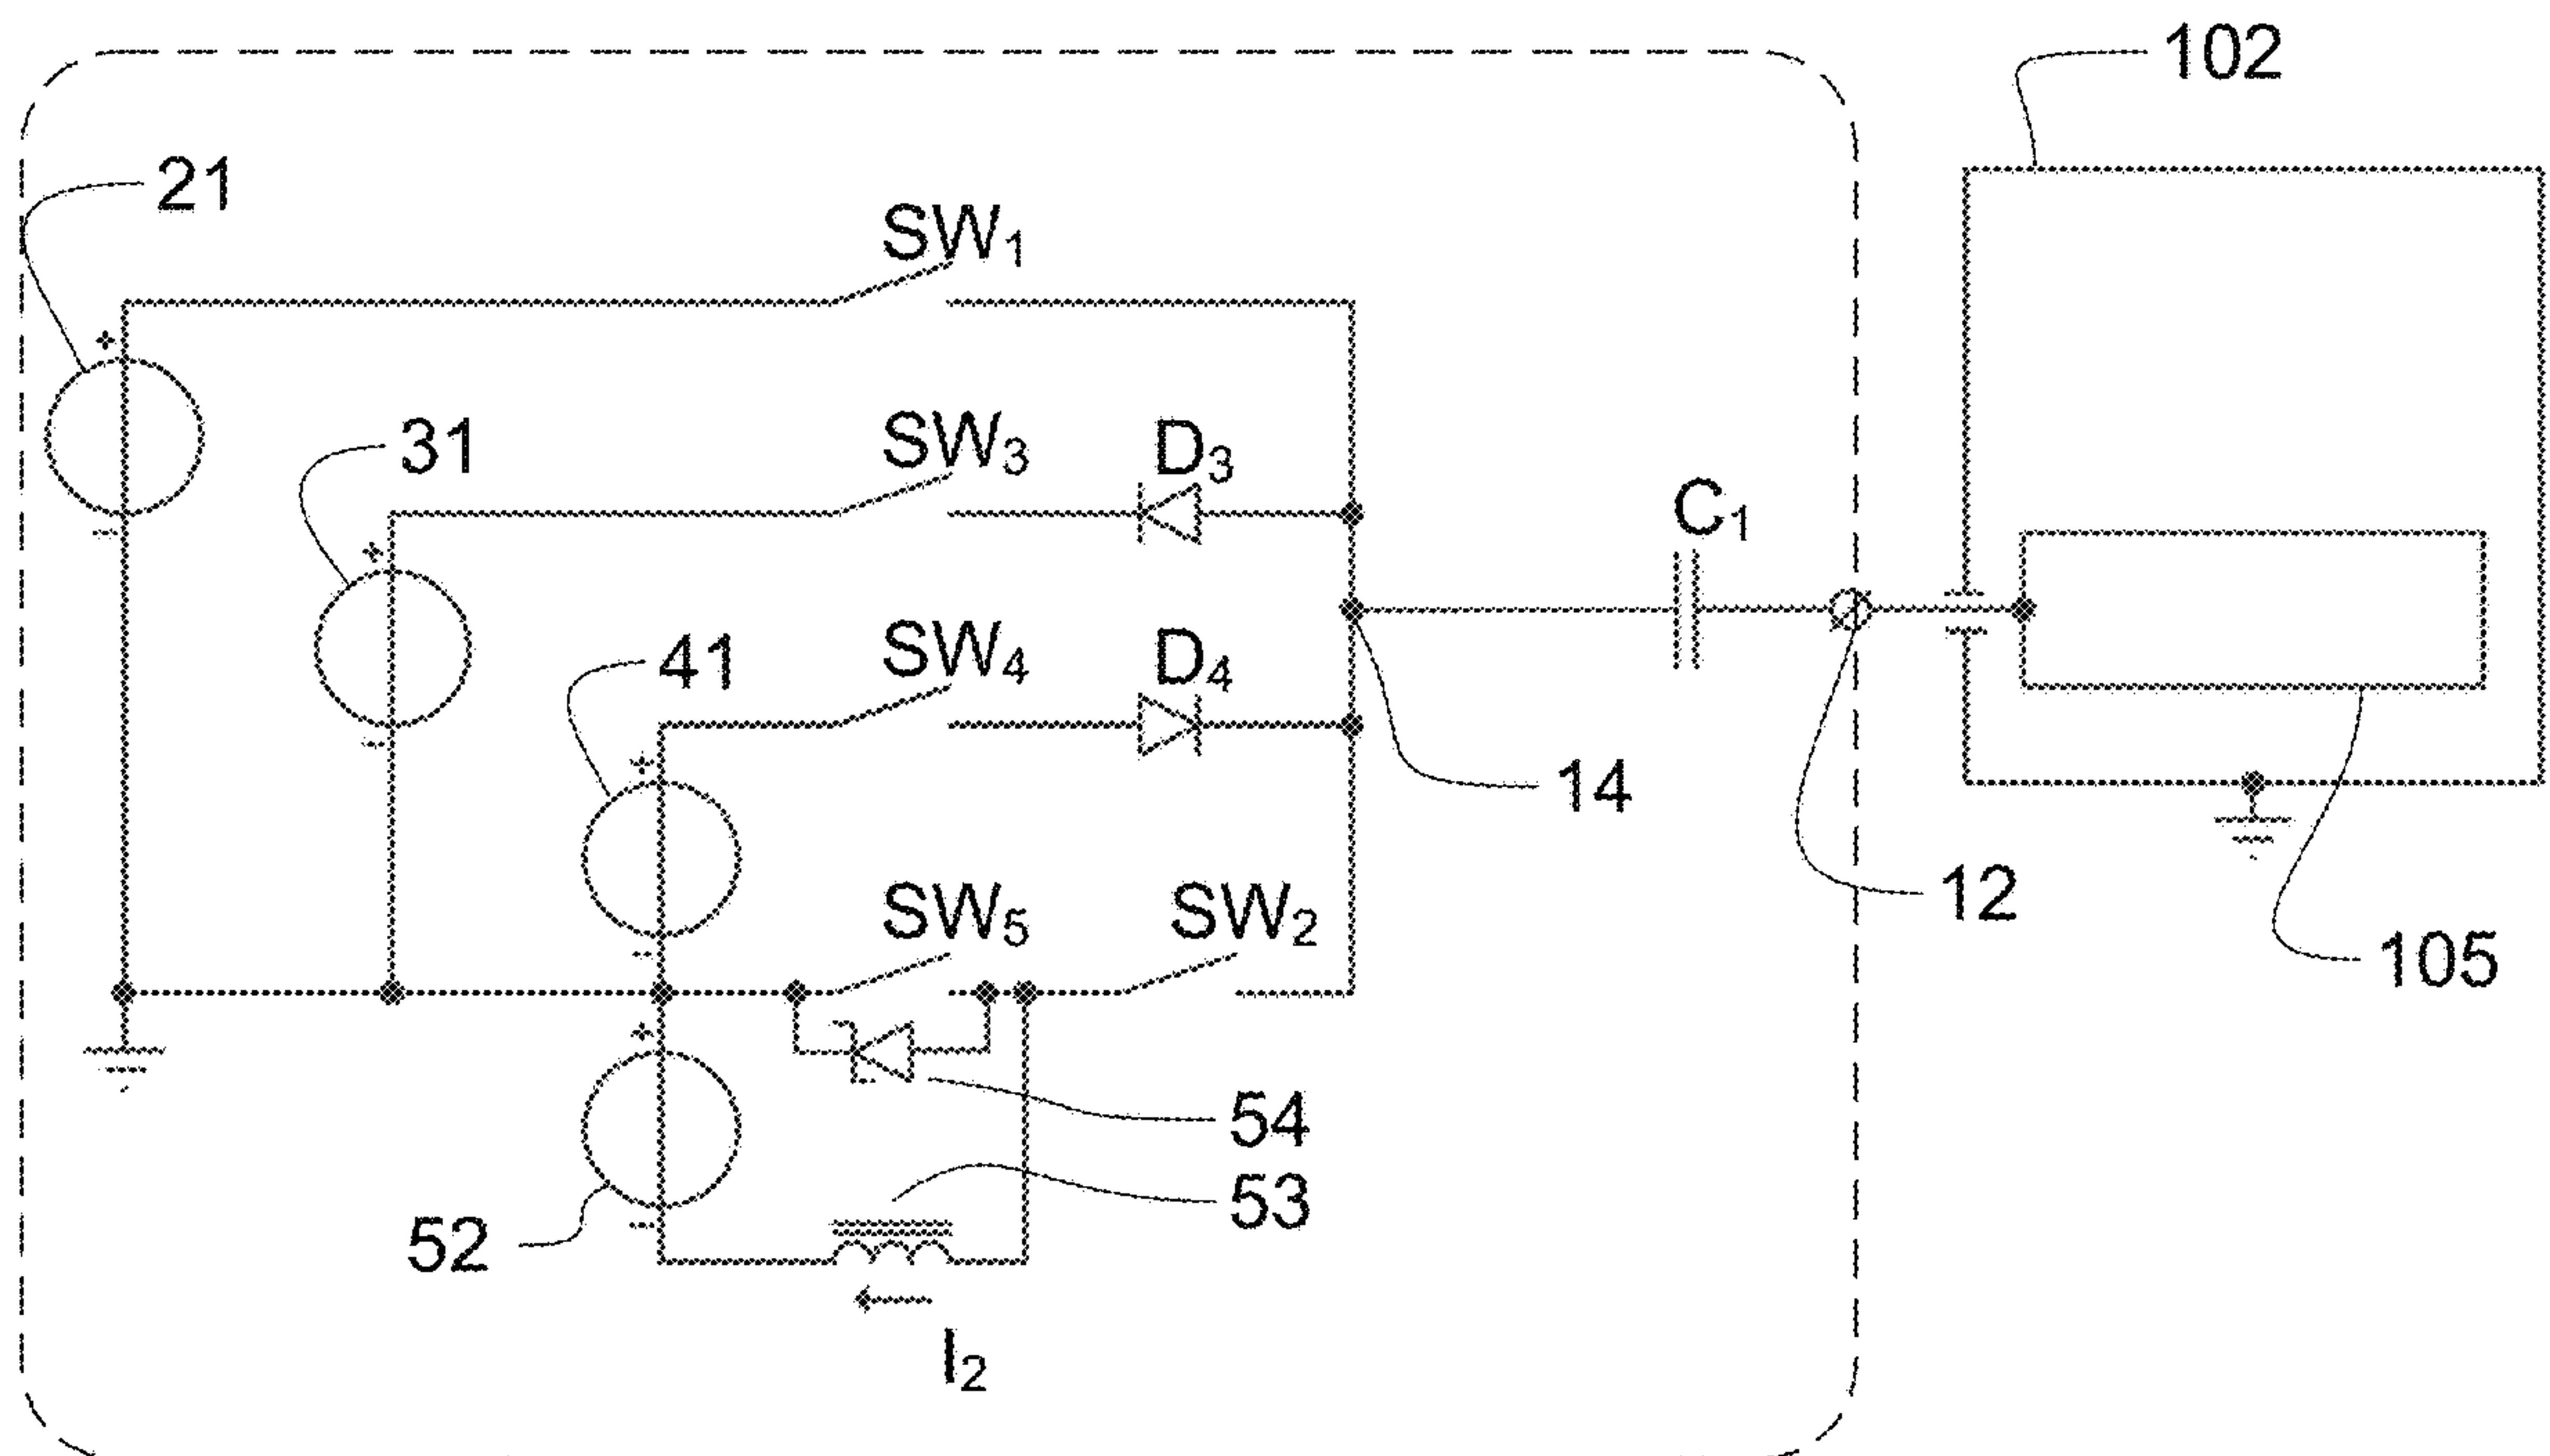 102
21
SW₁
+
-
31
SW₃
D₃
+
-
C₁
41
SW₄
D₄
+
-
14
12
SW₅
SW₂
105
+
-
54
53
52
I₂